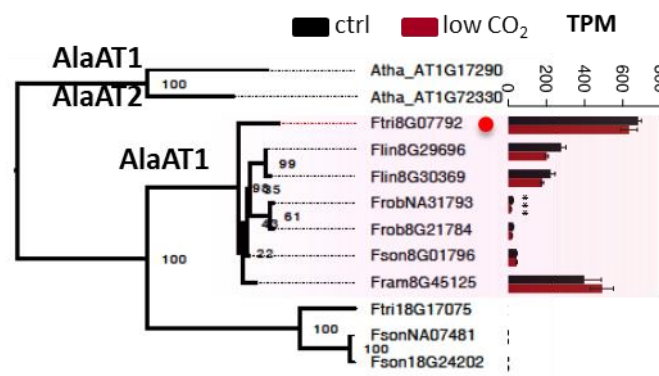 ctrl low CO₂ TPM
AlaAT1
AlaAT2
AlaAT1
0 200 400 600
100 Atha_AT1G17290
Atha_AT1G72330
Ftri8G07792
99 Flin8G29696
Flin8G30369
61 FrobNA31793 ***
Frob8G21784
22 Fson8G01796
100 Fram8G45125
Ftri18G17075
100 FsonNA07481
100 Fson18G24202